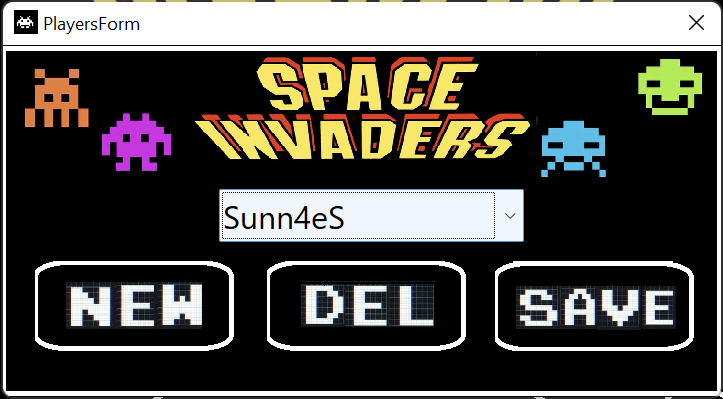 PlayersForm
SPACE
INVADERS
Sunn4eS
NEW DEL SAVE